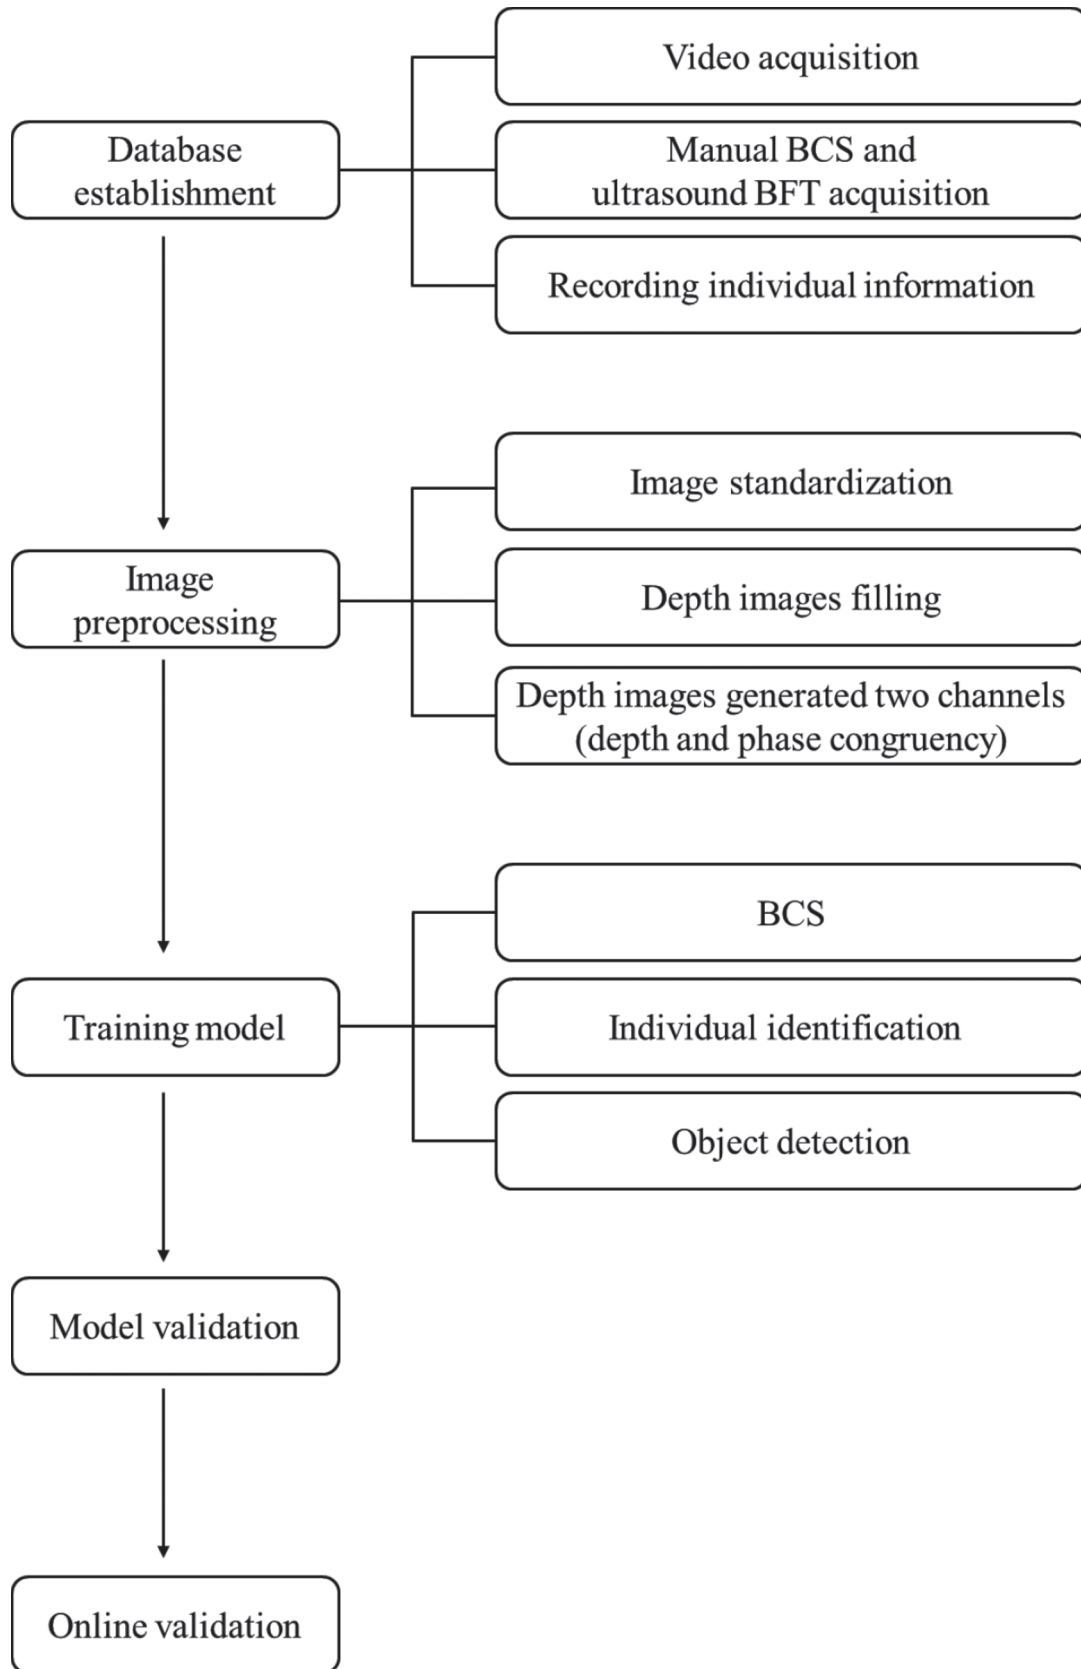 Video acquisition
Database
establishment
Manual BCS and
ultrasound BFT acquisition
Recording individual information
Image standardization
Image
preprocessing
Depth images filling
Depth images generated two channels
(depth and phase congruency)
BCS
Training model
Individual identification
Object detection
Model validation
Online validation